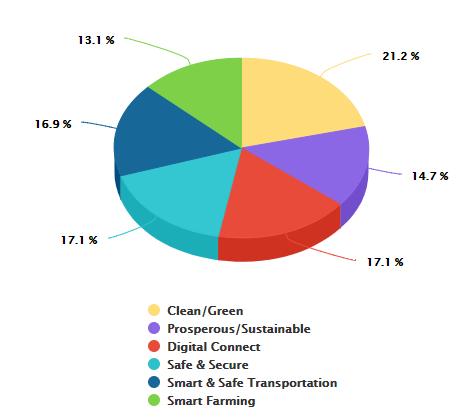 13.1 %
21.2 %
16.9 %
14.7 %
17.1 %
17.1 %
Clean/Green
Prosperous/Sustainable
Digital Connect
Safe & Secure
Smart & Safe Transportation
Smart Farming